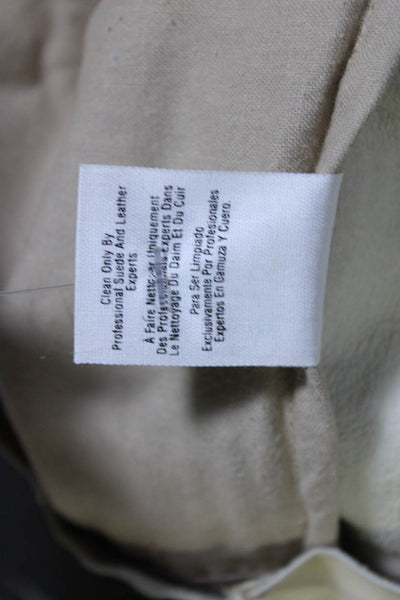 Clean Only By
Professional Suede And Leather
Experts
À Faire Nettoyer Uniquement
Des Professionals Experts Dans
Le Nettoyage Du Daim Et Du Cuir
Para Ser Limpiado
Exclusivamente Por Profesionales
Expertos En Gamuza Y Cuero.